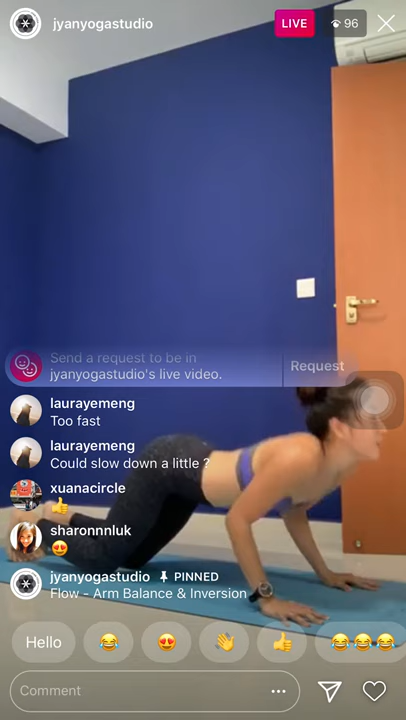 jyanyogastudio
LIVE
96
Send a request to be in
jyanyogastudio's live video.
Request
laurayemeng
Too fast
laurayemeng
Could slow down a little ?
xuanacircle
👍
sharonnnluk
😍
jyanyogastudio PINNED
Flow - Arm Balance & Inversion
Hello 😂 😍 👋 👍 😂😂😂
Comment